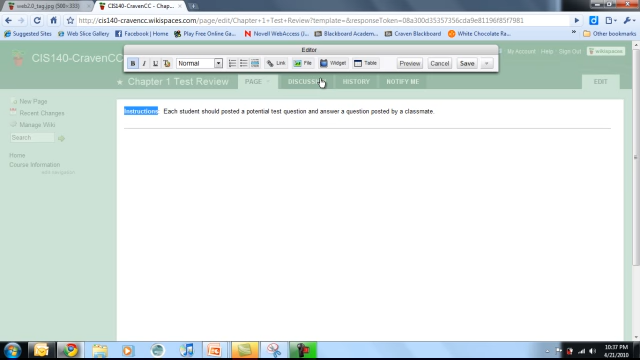 web2.0_tag.jpg (500×333)
CIS140-CravenCC - Chap
http://cis140-cravencc.wikispaces.com/page/edit/Chapter+1+Test+Review?template=&responseToken=08a300d35357356cda9e81196f85f7981
Suggested Sites
Web Slice Gallery
Facebook | Home
Play Free Online Ga
Novell WebAccess (J
Blackboard Academ
Craven Blackboard
White Chocolate Ra
Other bookmarks
CIS140-CravenCC
My Account
Help
Sign Out
wikispaces
Editor
B I U
Normal
Link
File
Widget
Table
Preview
Cancel
Save
Chapter 1 Test Review
PAGE
DISCUSS
HISTORY
NOTIFY ME
EDIT
New Page
Recent Changes
Manage Wiki
Search
Home
Course Information
Instructions: Each student should posted a potential test question and answer a question posted by a classmate.
10:37 PM
4/21/2010